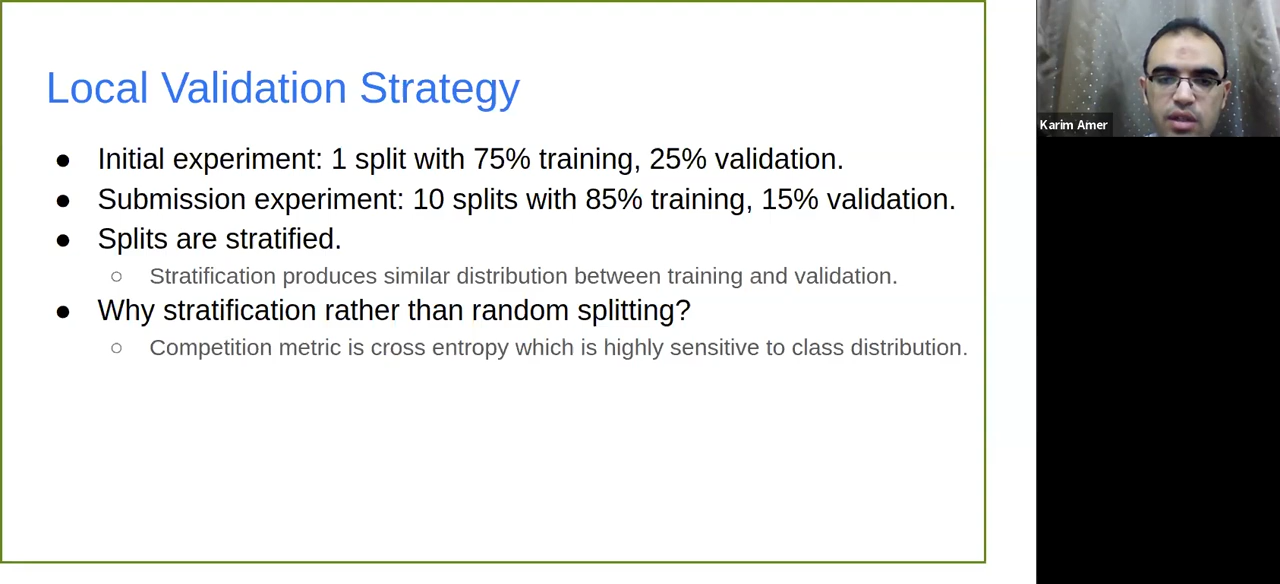 Local Validation Strategy
● Initial experiment: 1 split with 75% training, 25% validation.
● Submission experiment: 10 splits with 85% training, 15% validation.
● Splits are stratified.
○ Stratification produces similar distribution between training and validation.
● Why stratification rather than random splitting?
○ Competition metric is cross entropy which is highly sensitive to class distribution.
Karim Amer